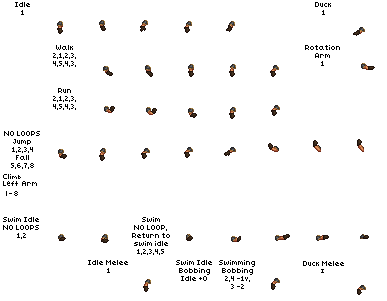 Idle
1
Duck
1
Walk
2,1,2,3,
4,5,4,3,
Rotation
Arm
1
Run
2,1,2,3,
4,5,4,3,
NO LOOPS
Jump
1,2,3,4
Fall
5,6,7,8
Climb
Left Arm
1-8
Swim Idle
NO LOOPS
1,2
Swim
NO LOOP,
Return to
swim idle
1,2,3,4,5
Idle Melee
1
Swim Idle
Bobbing
Idle +0
Swimming
Bobbing
2,4 -1v,
3 -2
Duck Melee
1